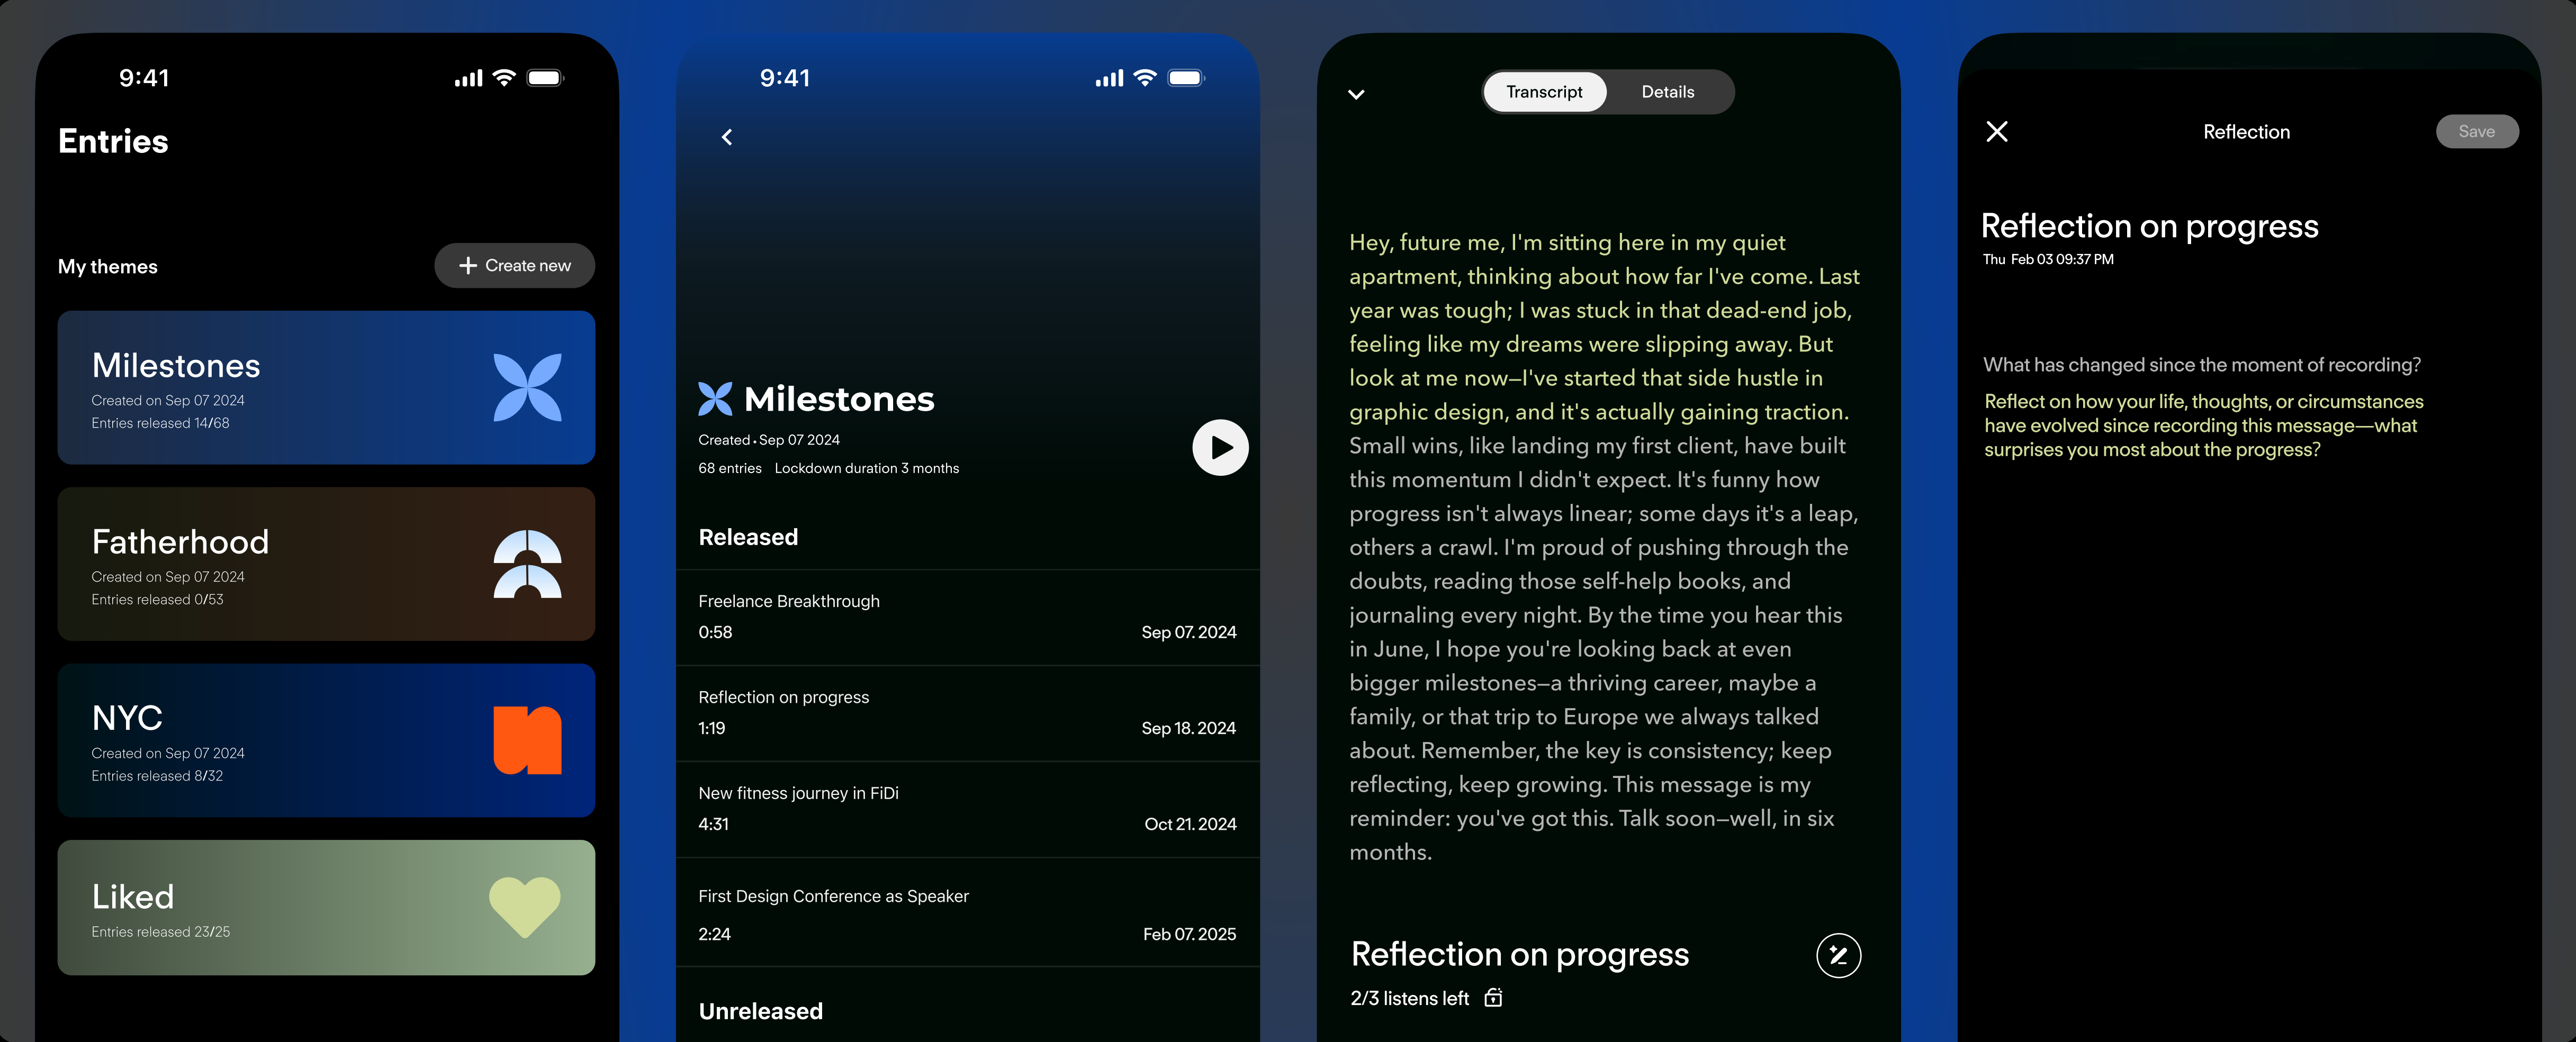 9:41
Entries
My themes
Create new
Milestones
Created on Sep 07 2024
Entries released 14/68
Fatherhood
Created on Sep 07 2024
Entries released 0/53
NYC
Created on Sep 07 2024
Entries released 8/32
Liked
Entries released 23/25
9:41
Milestones
Created • Sep 07 2024
68 entries Lockdown duration 3 months
Released
Freelance Breakthrough
0:58 Sep 07. 2024
Reflection on progress
1:19 Sep 18. 2024
New fitness journey in FiDi
4:31 Oct 21. 2024
First Design Conference as Speaker
2:24 Feb 07. 2025
Unreleased
Transcript Details
Hey, future me, I'm sitting here in my quiet
apartment, thinking about how far I've come. Last
year was tough; I was stuck in that dead-end job,
feeling like my dreams were slipping away. But
look at me now—I've started that side hustle in
graphic design, and it's actually gaining traction.
Small wins, like landing my first client, have built
this momentum I didn't expect. It's funny how
progress isn't always linear; some days it's a leap,
others a crawl. I'm proud of pushing through the
doubts, reading those self-help books, and
journaling every night. By the time you hear this
in June, I hope you're looking back at even
bigger milestones—a thriving career, maybe a
family, or that trip to Europe we always talked
about. Remember, the key is consistency; keep
reflecting, keep growing. This message is my
reminder: you've got this. Talk soon—well, in six
months.
Reflection on progress
2/3 listens left
Reflection
Save
Reflection on progress
Thu Feb 03 09:37 PM
What has changed since the moment of recording?
Reflect on how your life, thoughts, or circumstances
have evolved since recording this message—what
surprises you most about the progress?